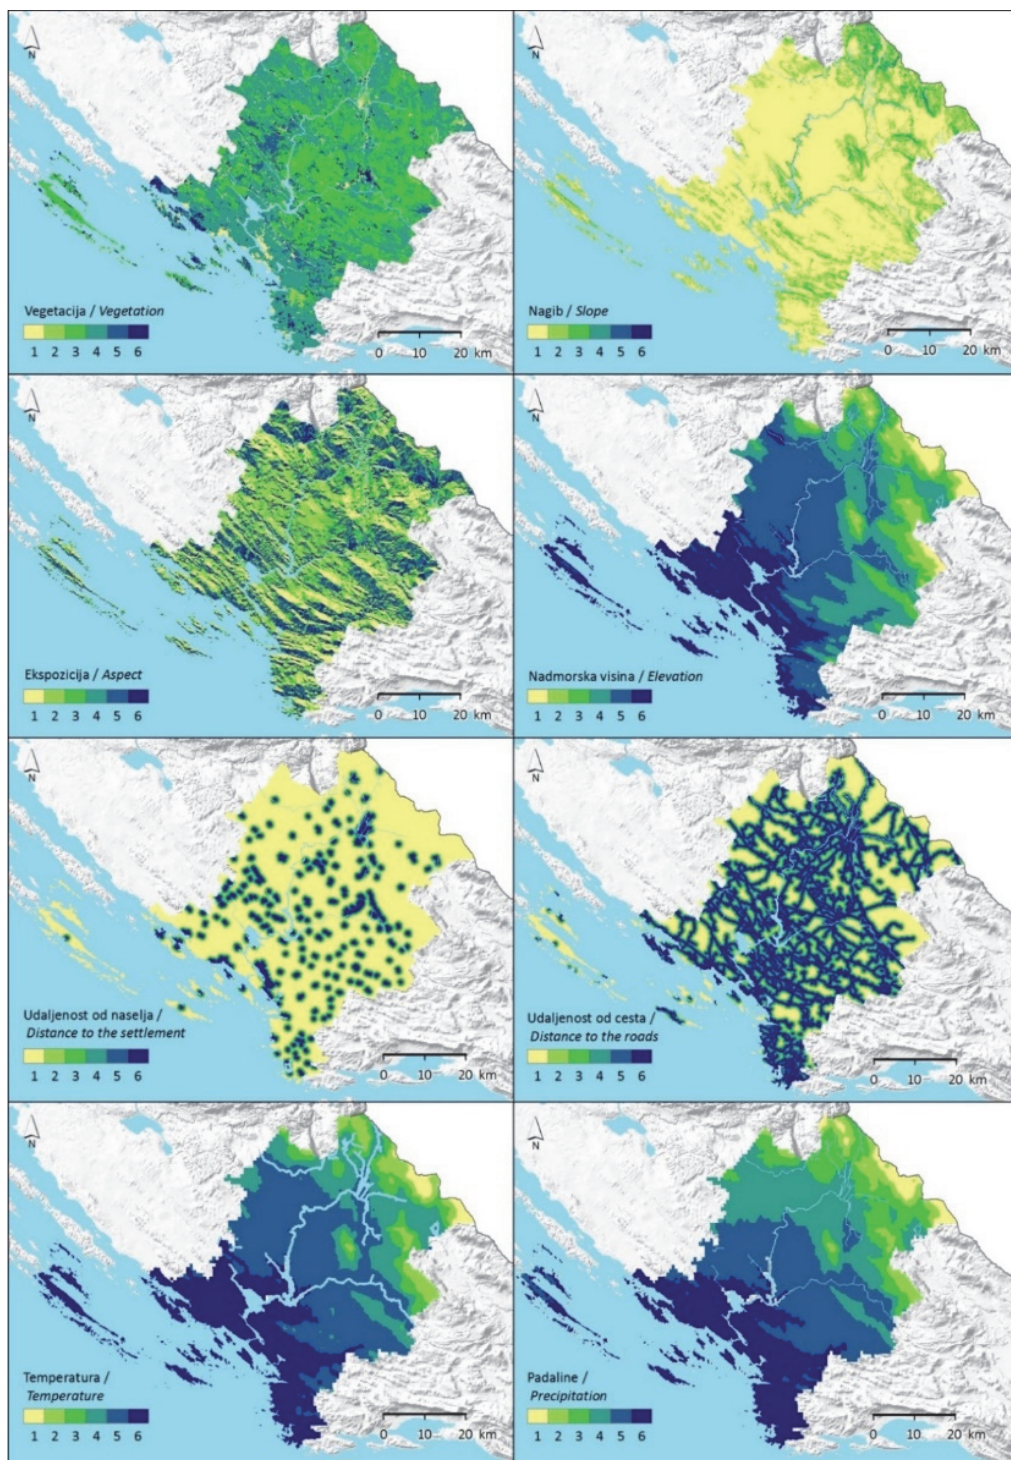 N
Vegetacija / Vegetation
1 2 3 4 5 6
0 10 20 km
N
Nagib / Slope
1 2 3 4 5 6
0 10 20 km
N
Ekspozicija / Aspect
1 2 3 4 5 6
0 10 20 km
N
Nadmorska visina / Elevation
1 2 3 4 5 6
0 10 20 km
N
Udaljenost od naselja /
Distance to the settlement
1 2 3 4 5 6
0 10 20 km
N
Udaljenost od cesta /
Distance to the roads
1 2 3 4 5 6
0 10 20 km
N
Temperatura /
Temperature
1 2 3 4 5 6
0 10 20 km
N
Padaline /
Precipitation
1 2 3 4 5 6
0 10 20 km